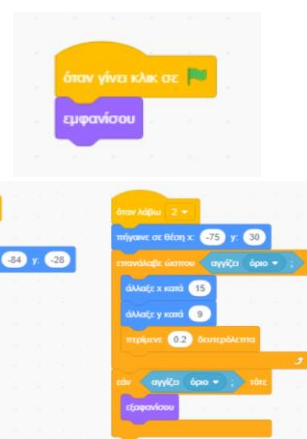 όταν γίνει κλικ σε
εμφανίσου
-84 y: -28
όταν λάβω 2
πήγαινε σε θέση x: -75 y: 30
επανάλαβε ώσπου αγγίζει όριο ;
άλλαξε x κατά 15
άλλαξε y κατά 9
περίμενε 0.2 δευτερόλεπτα
εάν αγγίζει όριο ; τότε
εξαφανίσου